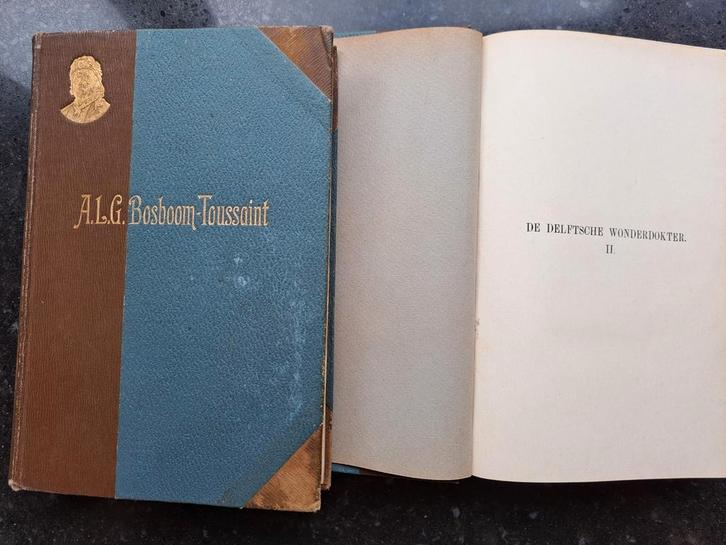 A.L.G. Bosboom-Toussaint
DE DELFTSCHE WONDERDOKTER.
II.